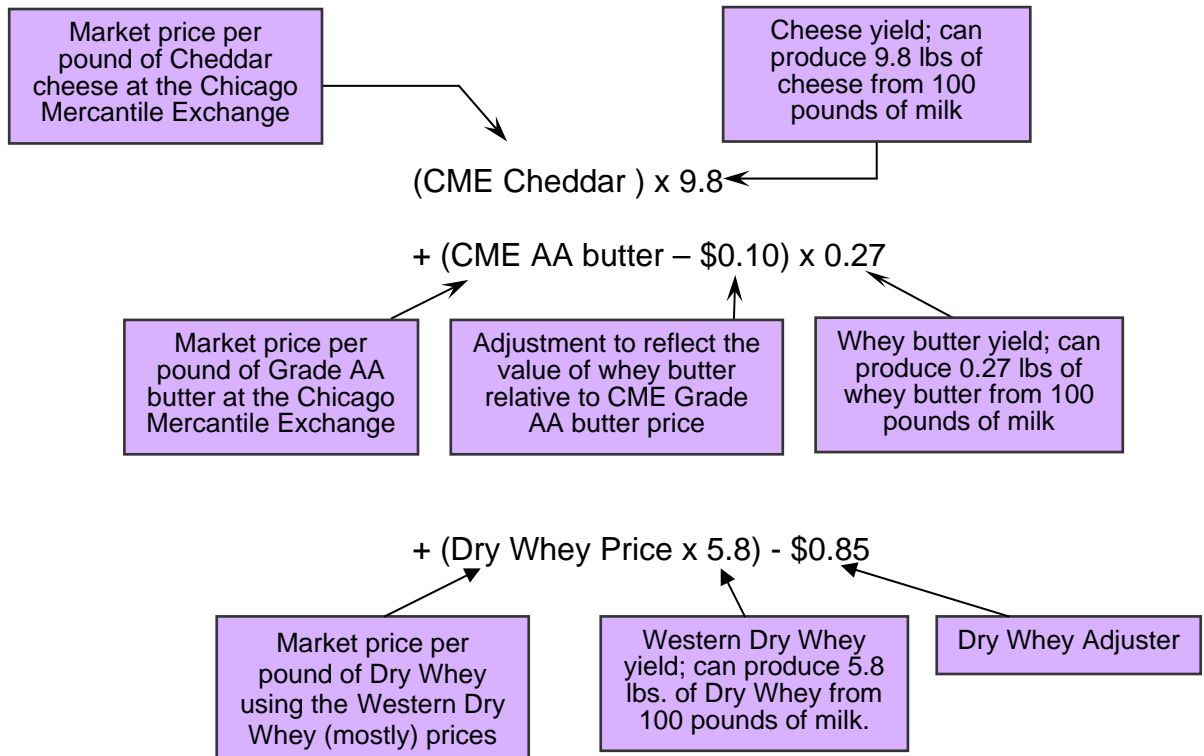 Market price per
pound of Cheddar
cheese at the Chicago
Mercantile Exchange
Cheese yield; can
produce 9.8 lbs of
cheese from 100
pounds of milk
(CME Cheddar ) x 9.8
+ (CME AA butter – $0.10) x 0.27
Market price per
pound of Grade AA
butter at the Chicago
Mercantile Exchange
Adjustment to reflect the
value of whey butter
relative to CME Grade
AA butter price
Whey butter yield; can
produce 0.27 lbs of
whey butter from 100
pounds of milk
+ (Dry Whey Price x 5.8) - $0.85
Market price per
pound of Dry Whey
using the Western Dry
Whey (mostly) prices
Western Dry Whey
yield; can produce 5.8
lbs. of Dry Whey from
100 pounds of milk.
Dry Whey Adjuster